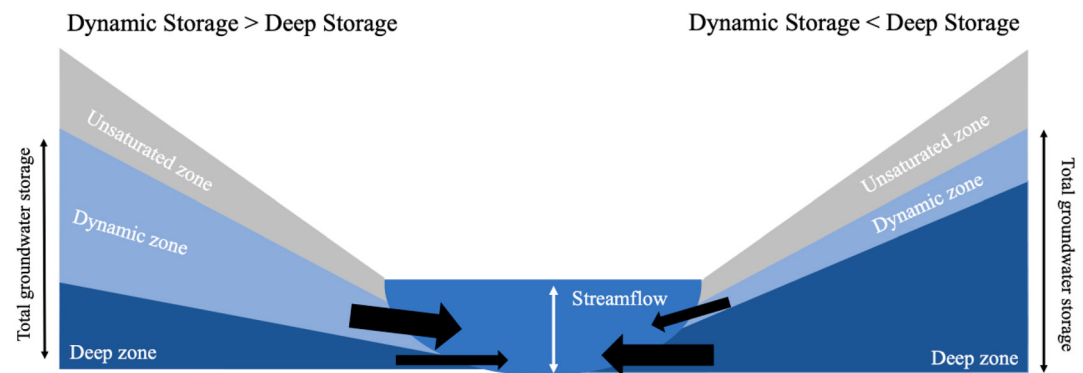 Dynamic Storage > Deep Storage
Dynamic Storage < Deep Storage
Total groundwater storage
Unsaturated zone
Dynamic zone
Deep zone
Streamflow
Unsaturated zone
Dynamic zone
Deep zone
Total groundwater storage